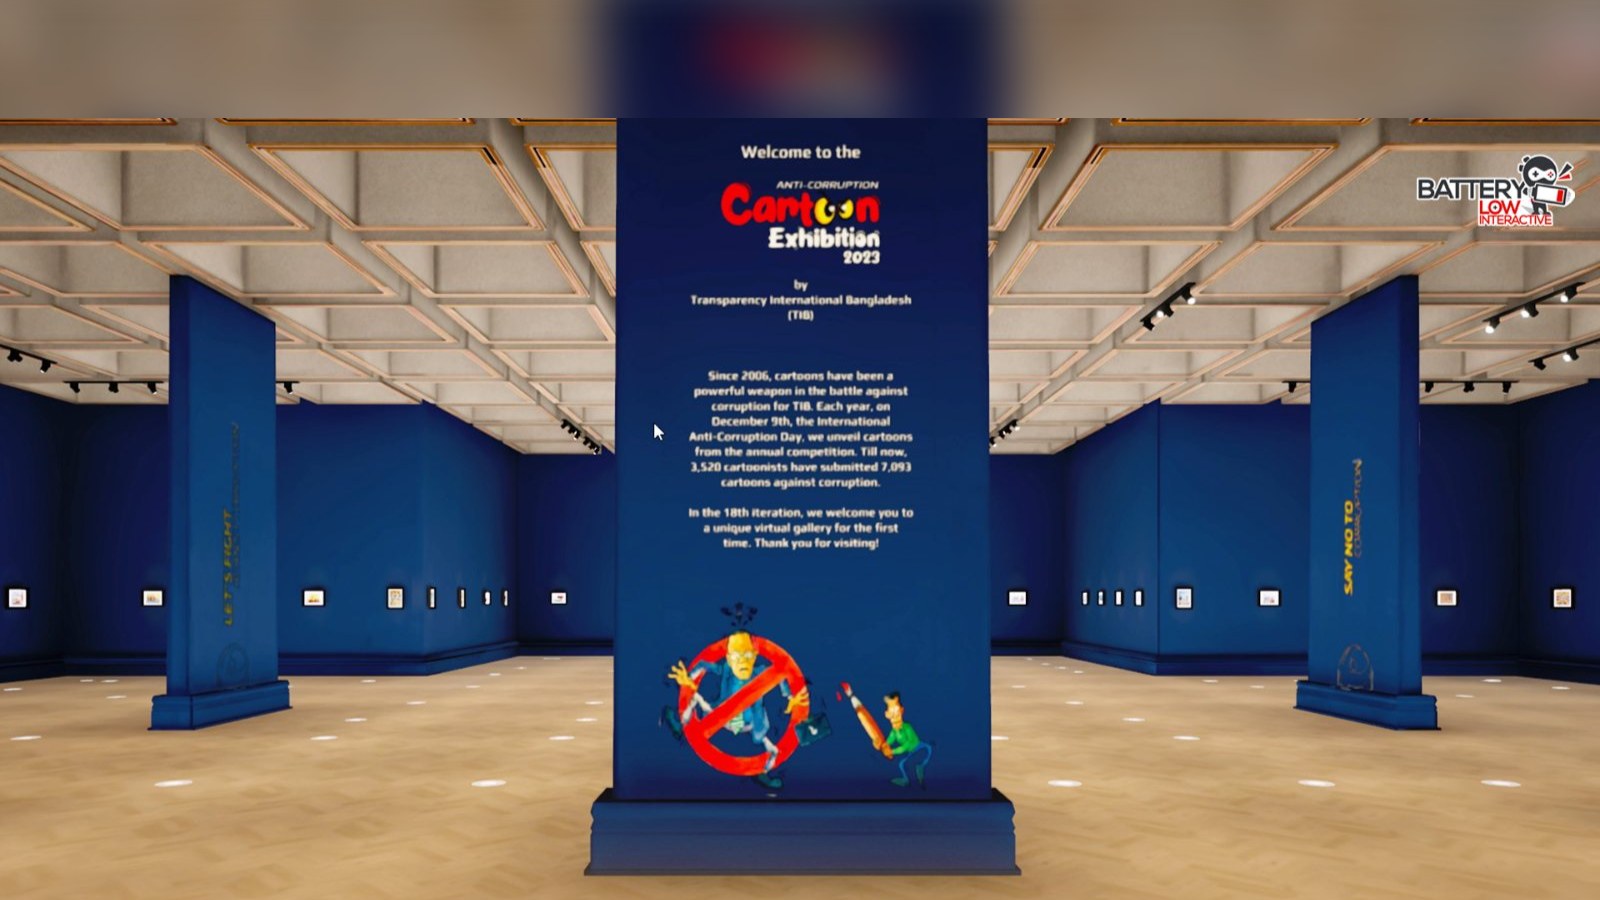 Welcome to the
ANTI-CORRUPTION
Cartoon
Exhibition
2023
by
Transparency International Bangladesh
(TIB)
Since 2006, cartoons have been a
powerful weapon in the battle against
corruption for TIB. Each year, on
December 9th, the International
Anti-Corruption Day, we unveil cartoons
from the annual competition. Till now,
3,520 cartoonists have submitted 7,093
cartoons against corruption.
In the 18th iteration, we welcome you to
a unique virtual gallery for the first
time. Thank you for visiting!
BATTERY
LOW
INTERACTIVE
LET'S FIGHT
SAY NO TO
CORRUPTION